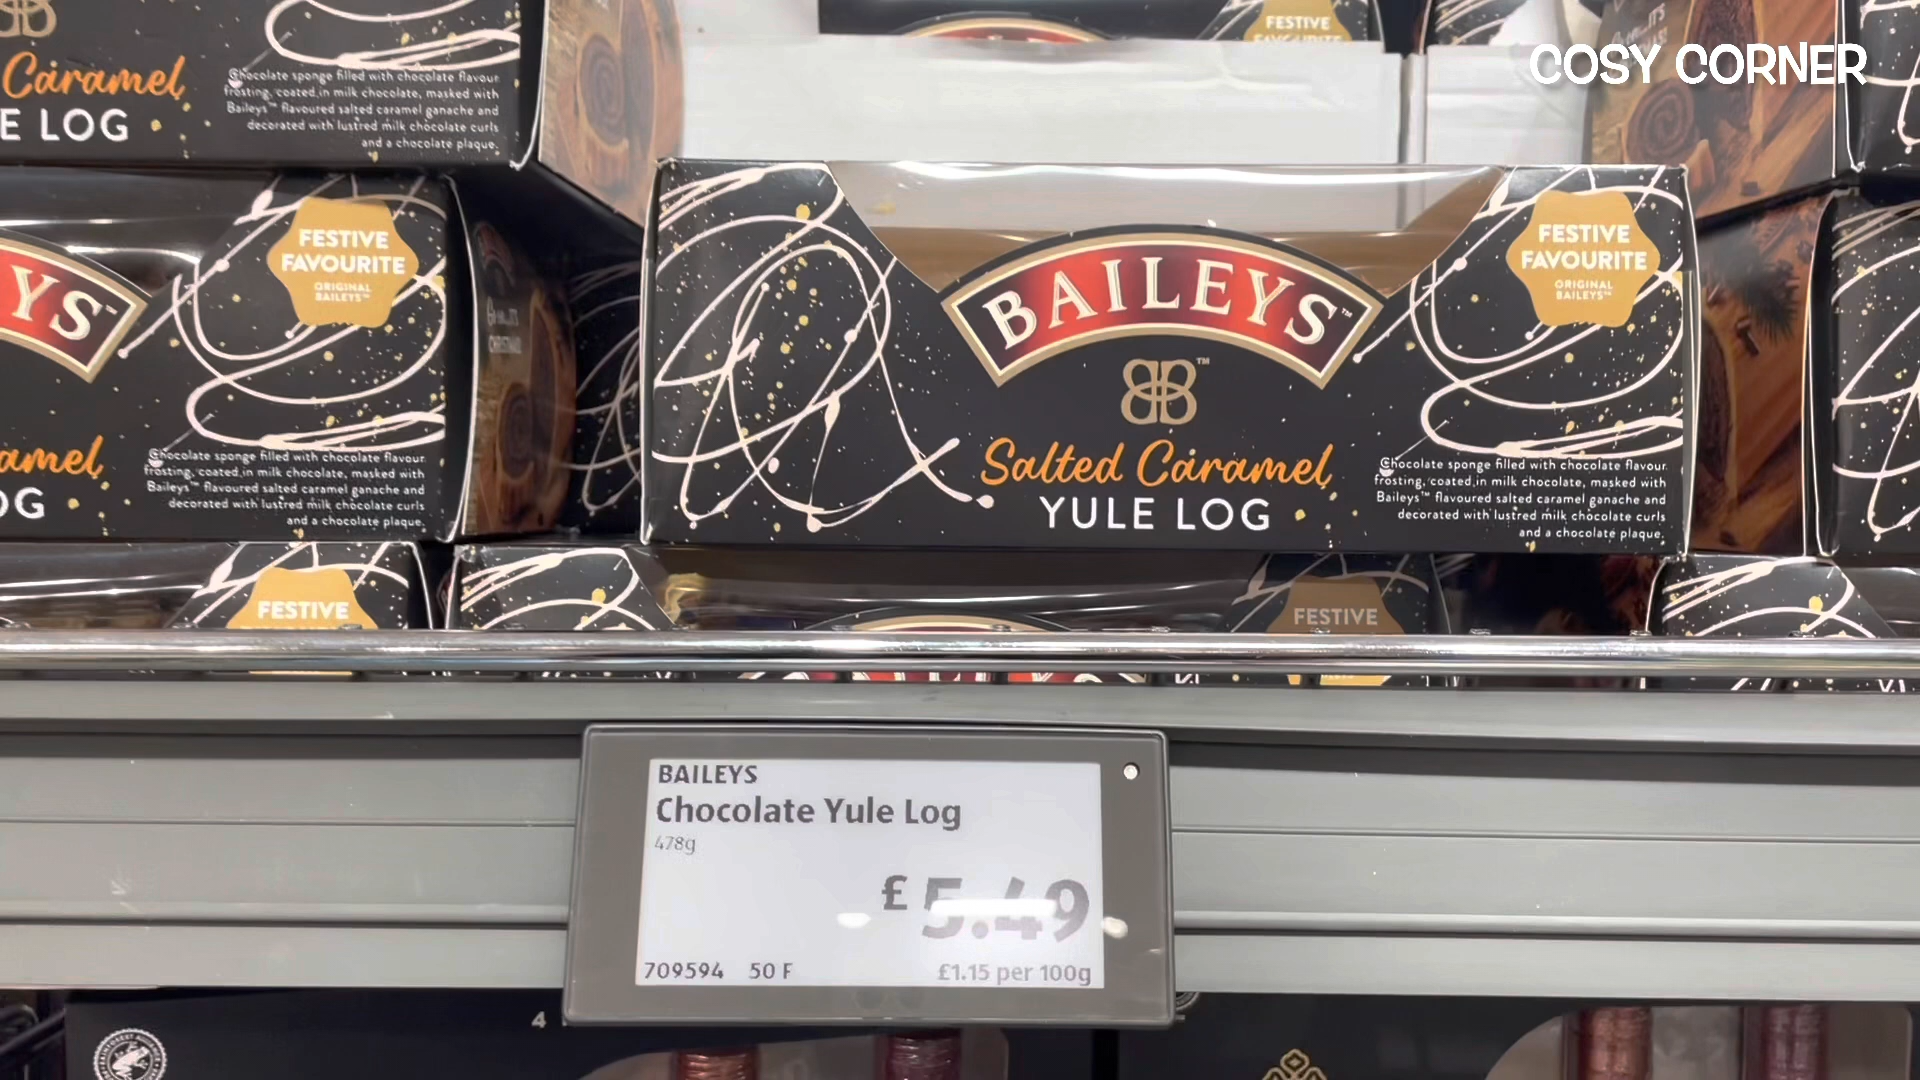 COSY CORNER
FESTIVE
Caramel
E LOG
Chocolate sponge filled with chocolate flavour
frosting, coated in milk chocolate, masked with
Baileys™ flavoured salted caramel ganache and
decorated with lustred milk chocolate curls
and a chocolate plaque.
YS™
FESTIVE
FAVOURITE
ORIGINAL
BAILEYS™
amel
OG
Chocolate sponge filled with chocolate flavour
frosting, coated in milk chocolate, masked with
Baileys™ flavoured salted caramel ganache and
decorated with lustred milk chocolate curls
and a chocolate plaque.
BAILEYS™
™
Salted Caramel
YULE LOG
FESTIVE
FAVOURITE
ORIGINAL
BAILEYS™
Chocolate sponge filled with chocolate flavour
frosting, coated in milk chocolate, masked with
Baileys™ flavoured salted caramel ganache and
decorated with lustred milk chocolate curls
and a chocolate plaque.
FESTIVE
FESTIVE
BAILEYS
Chocolate Yule Log
478g
£5.49
709594 50 F
£1.15 per 100g
4